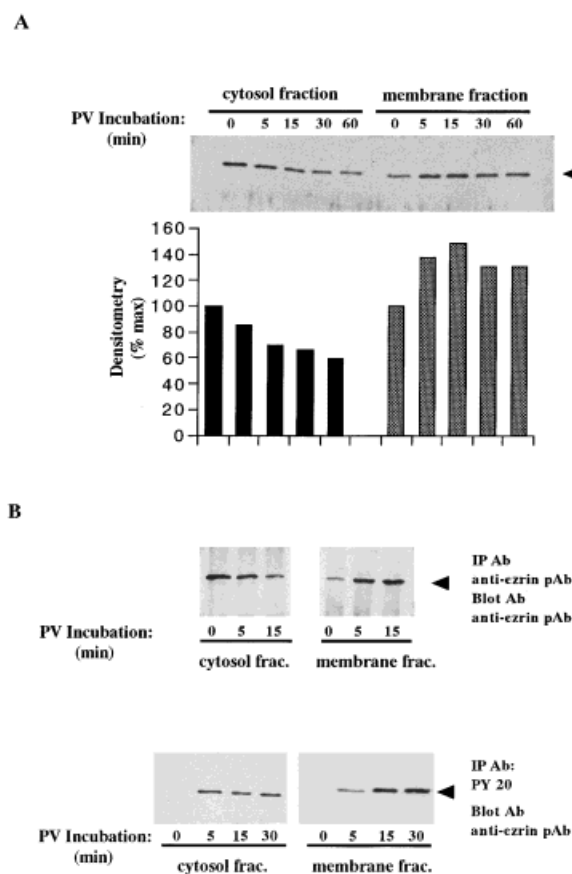 A
cytosol fraction membrane fraction
PV Incubation: 0 5 15 30 60 0 5 15 30 60
(min)
160
140
120
100
80
60
40
20
0
Densitometry
(% max)
B
IP Ab
anti-ezrin pAb
Blot Ab
anti-ezrin pAb
PV Incubation: 0 5 15 0 5 15
(min)
cytosol frac. membrane frac.
IP Ab:
PY 20
Blot Ab
anti-ezrin pAb
PV Incubation: 0 5 15 30 0 5 15 30
(min)
cytosol frac. membrane frac.